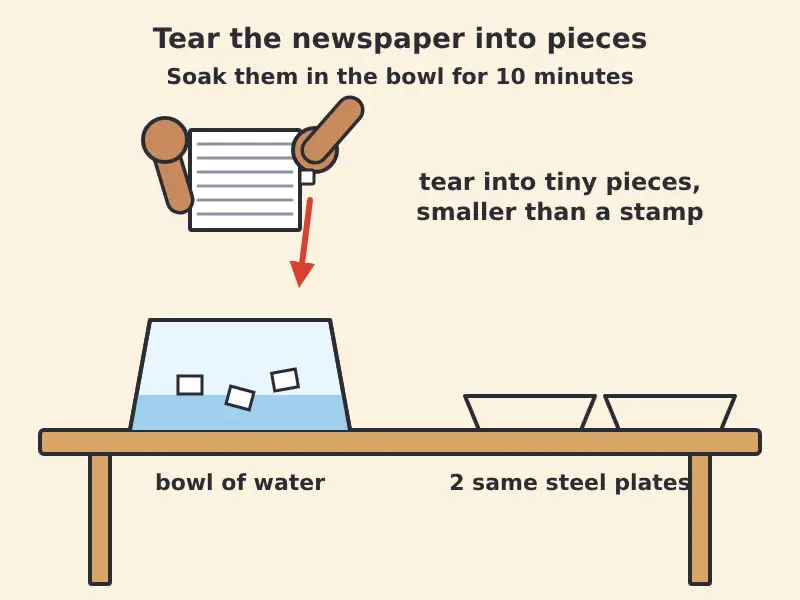 Tear the newspaper into pieces
Soak them in the bowl for 10 minutes
tear into tiny pieces,
smaller than a stamp
bowl of water
2 same steel plates